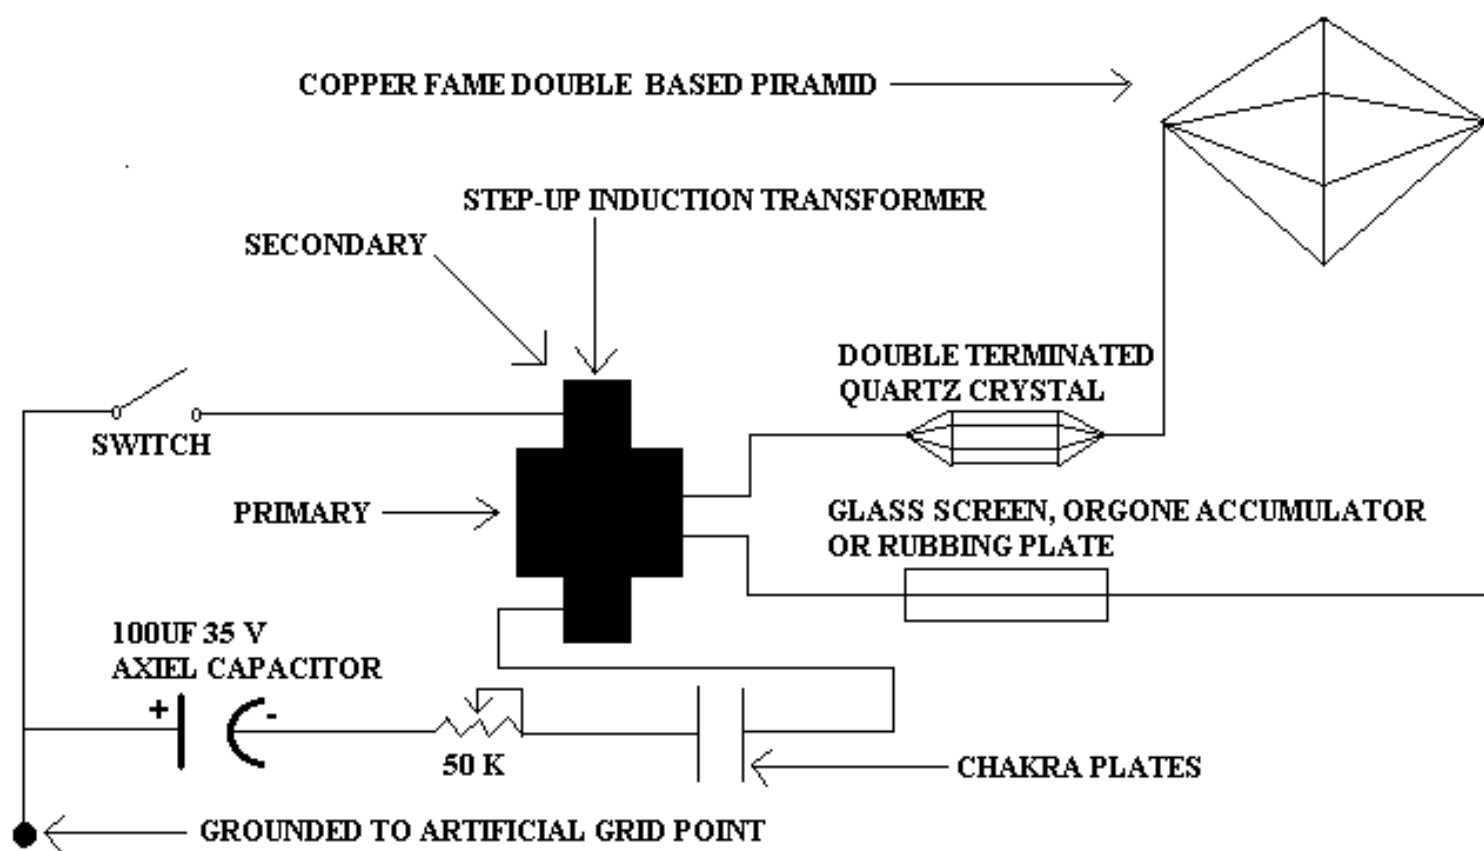 COPPER FAME DOUBLE BASED PIRAMID
STEP-UP INDUCTION TRANSFORMER
SECONDARY
DOUBLE TERMINATED
QUARTZ CRYSTAL
SWITCH
PRIMARY
GLASS SCREEN, ORGONE ACCUMULATOR
OR RUBBING PLATE
100UF 35 V
AXIEL CAPACITOR
+ -
50 K
CHAKRA PLATES
GROUNDED TO ARTIFICIAL GRID POINT